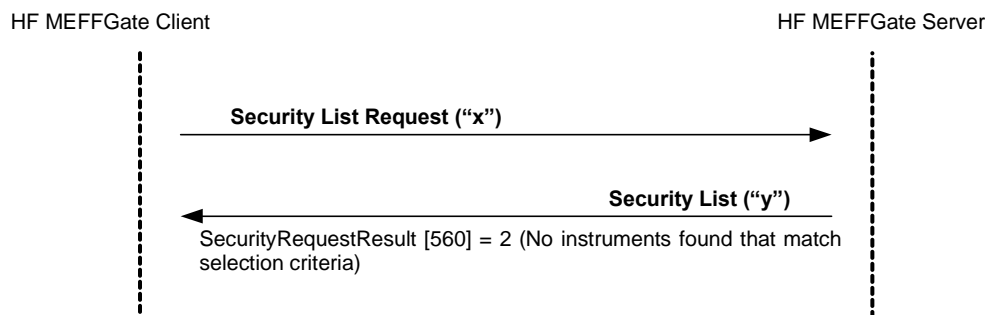 HF MEFFGate Client
HF MEFFGate Server
Security List Request (“x”)
Security List (“y”)
SecurityRequestResult [560] = 2 (No instruments found that match
selection criteria)